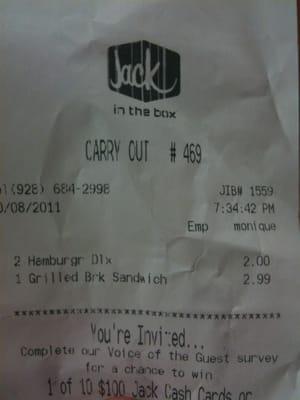 Jack
in the box
CARRY OUT # 469
(928) 684-2998 JIB# 1559
/08/2011 7:34:42 PM
Emp monique
2 Hamburgr Dlx 2.00
1 Grilled Brk Sandwich 2.99
You're Invited...
Complete our Voice of the Guest survey
for a chance to win
1 of 10 $100 Jack Cash Cards or